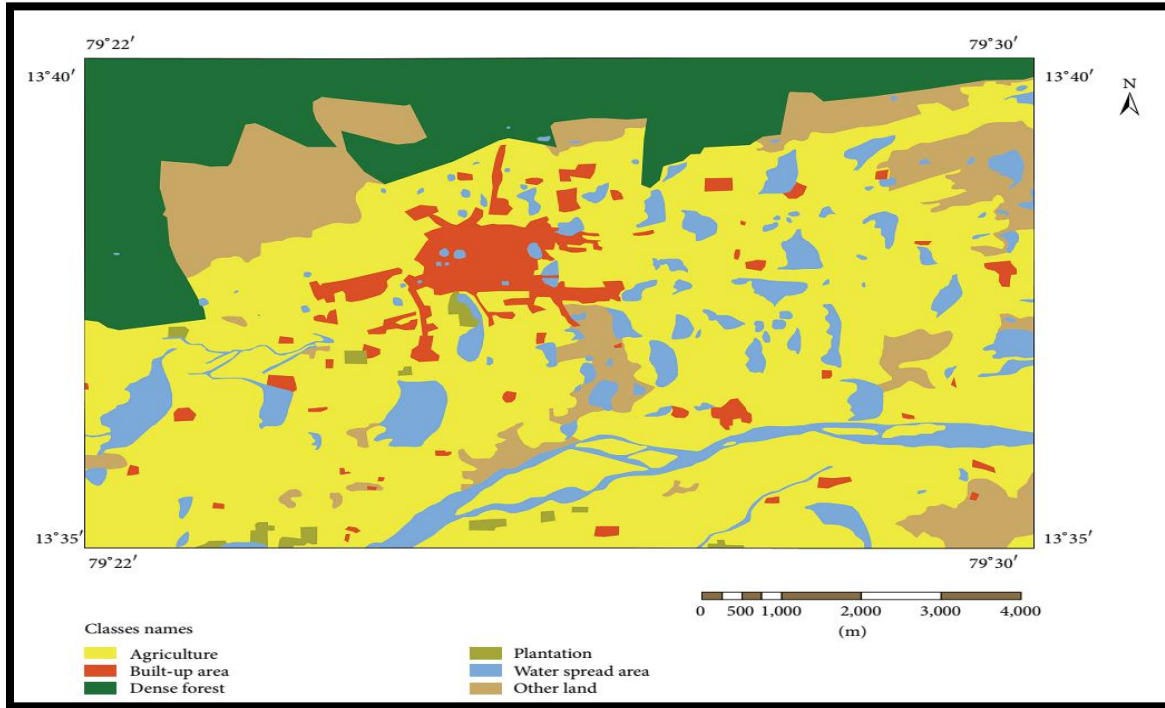 79°22′ 79°30′
13°40′ 13°40′
N
13°35′ 13°35′
79°22′ 79°30′
0 500 1,000 2,000 3,000 4,000
(m)
Classes names
Agriculture
Built-up area
Dense forest
Plantation
Water spread area
Other land